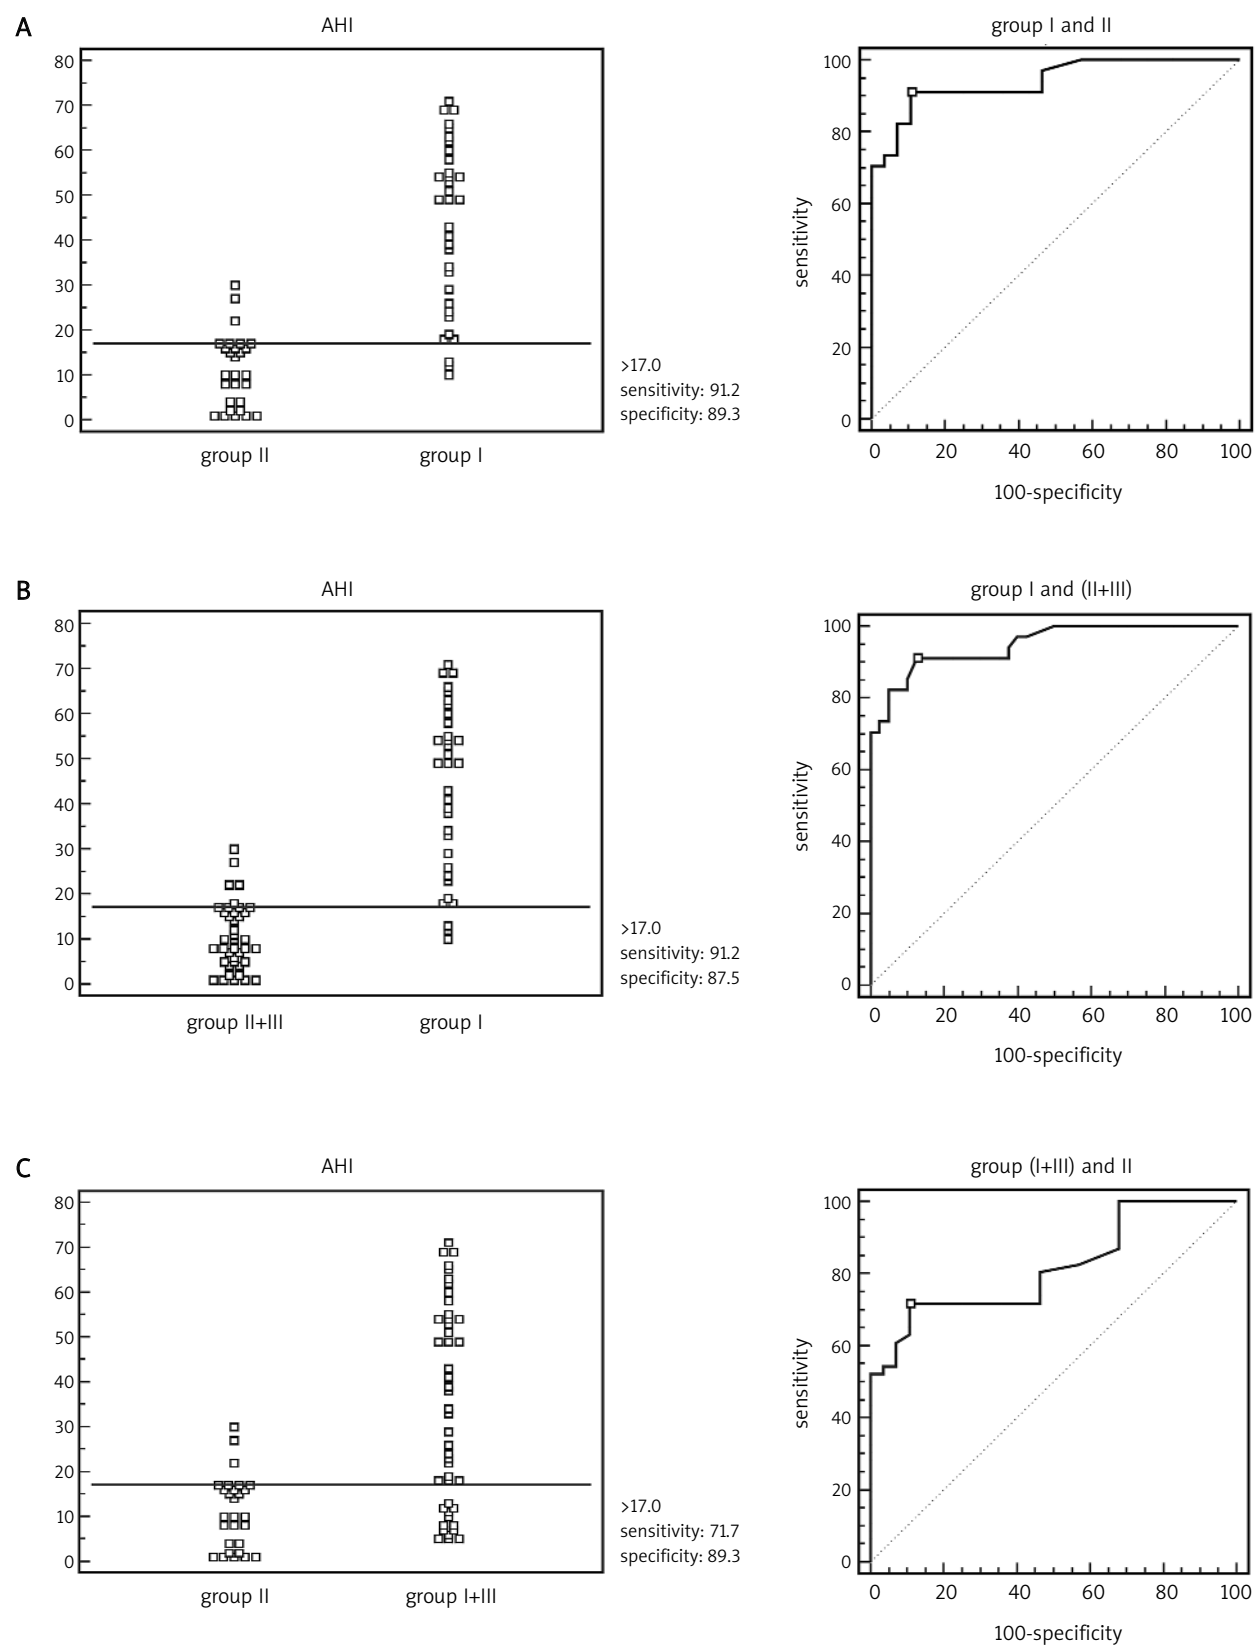 A
AHI
80
70
60
50
40
30
20
10
0
group II
group I
>17.0
sensitivity: 91.2
specificity: 89.3
group I and II
sensitivity
100
80
60
40
20
0
0 20 40 60 80 100
100-specificity
B
AHI
80
70
60
50
40
30
20
10
0
group II+III
group I
>17.0
sensitivity: 91.2
specificity: 87.5
group I and (II+III)
sensitivity
100
80
60
40
20
0
0 20 40 60 80 100
100-specificity
C
AHI
80
70
60
50
40
30
20
10
0
group II
group I+III
>17.0
sensitivity: 71.7
specificity: 89.3
group (I+III) and II
sensitivity
100
80
60
40
20
0
0 20 40 60 80 100
100-specificity